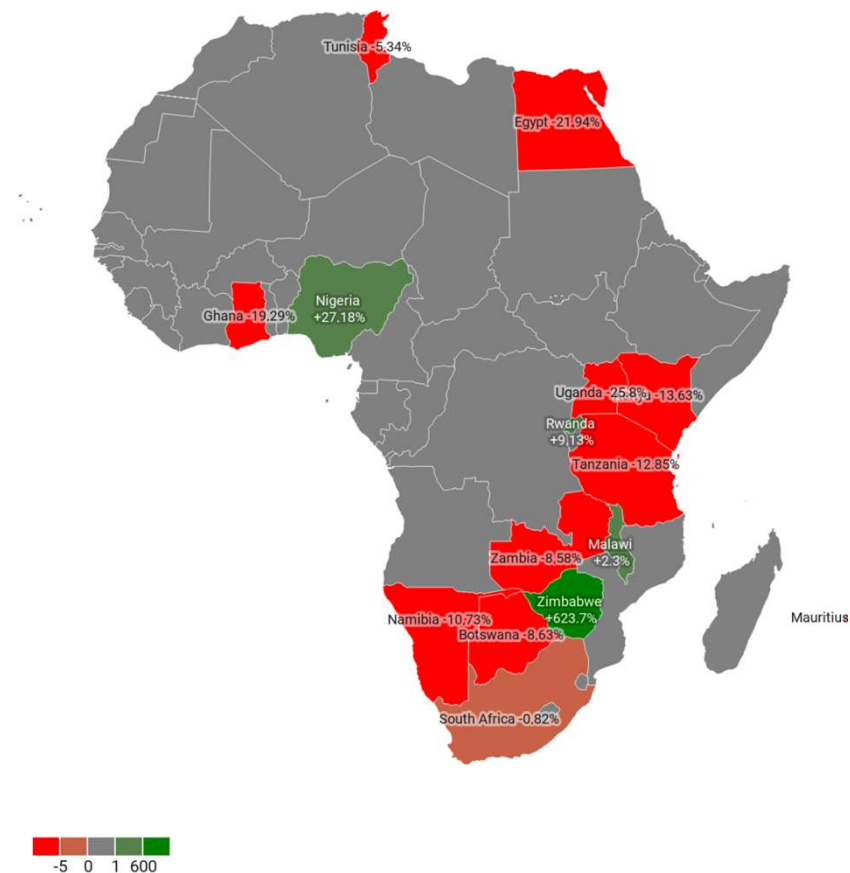 Tunisia -5.34%
Egypt -21.94%
Nigeria
+27.18%
Ghana -19.29%
Uganda -25.8%
-13.63%
Rwanda
+9.13%
Tanzania -12.85%
Malawi
+2.3%
Zambia -8.58%
Zimbabwe
+623.7%
Namibia -10.73%
Botswana -8.63%
Mauritius
South Africa -0.82%
-5 0 1 600